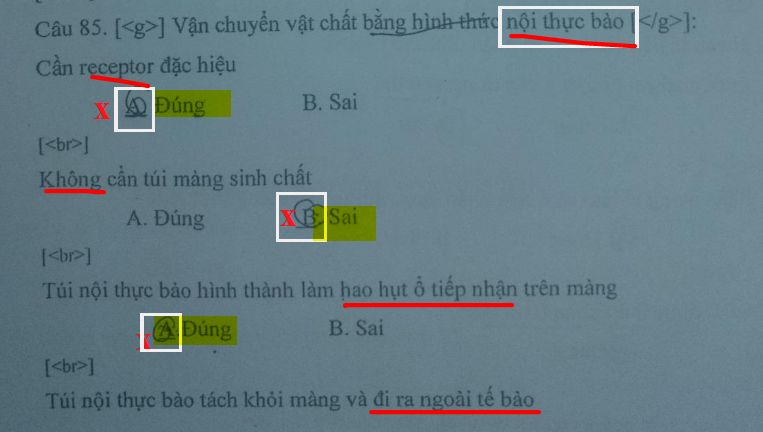 Câu 85. [<g>] Vận chuyển vật chất bằng hình thức nội thực bào [</g>]:
Cần receptor đặc hiệu
X A. Đúng B. Sai
[<br>]
Không cần túi màng sinh chất
A. Đúng X B. Sai
[<br>]
Túi nội thực bào hình thành làm hao hụt ổ tiếp nhận trên màng
X A. Đúng B. Sai
[<br>]
Túi nội thực bào tách khỏi màng và đi ra ngoài tế bào